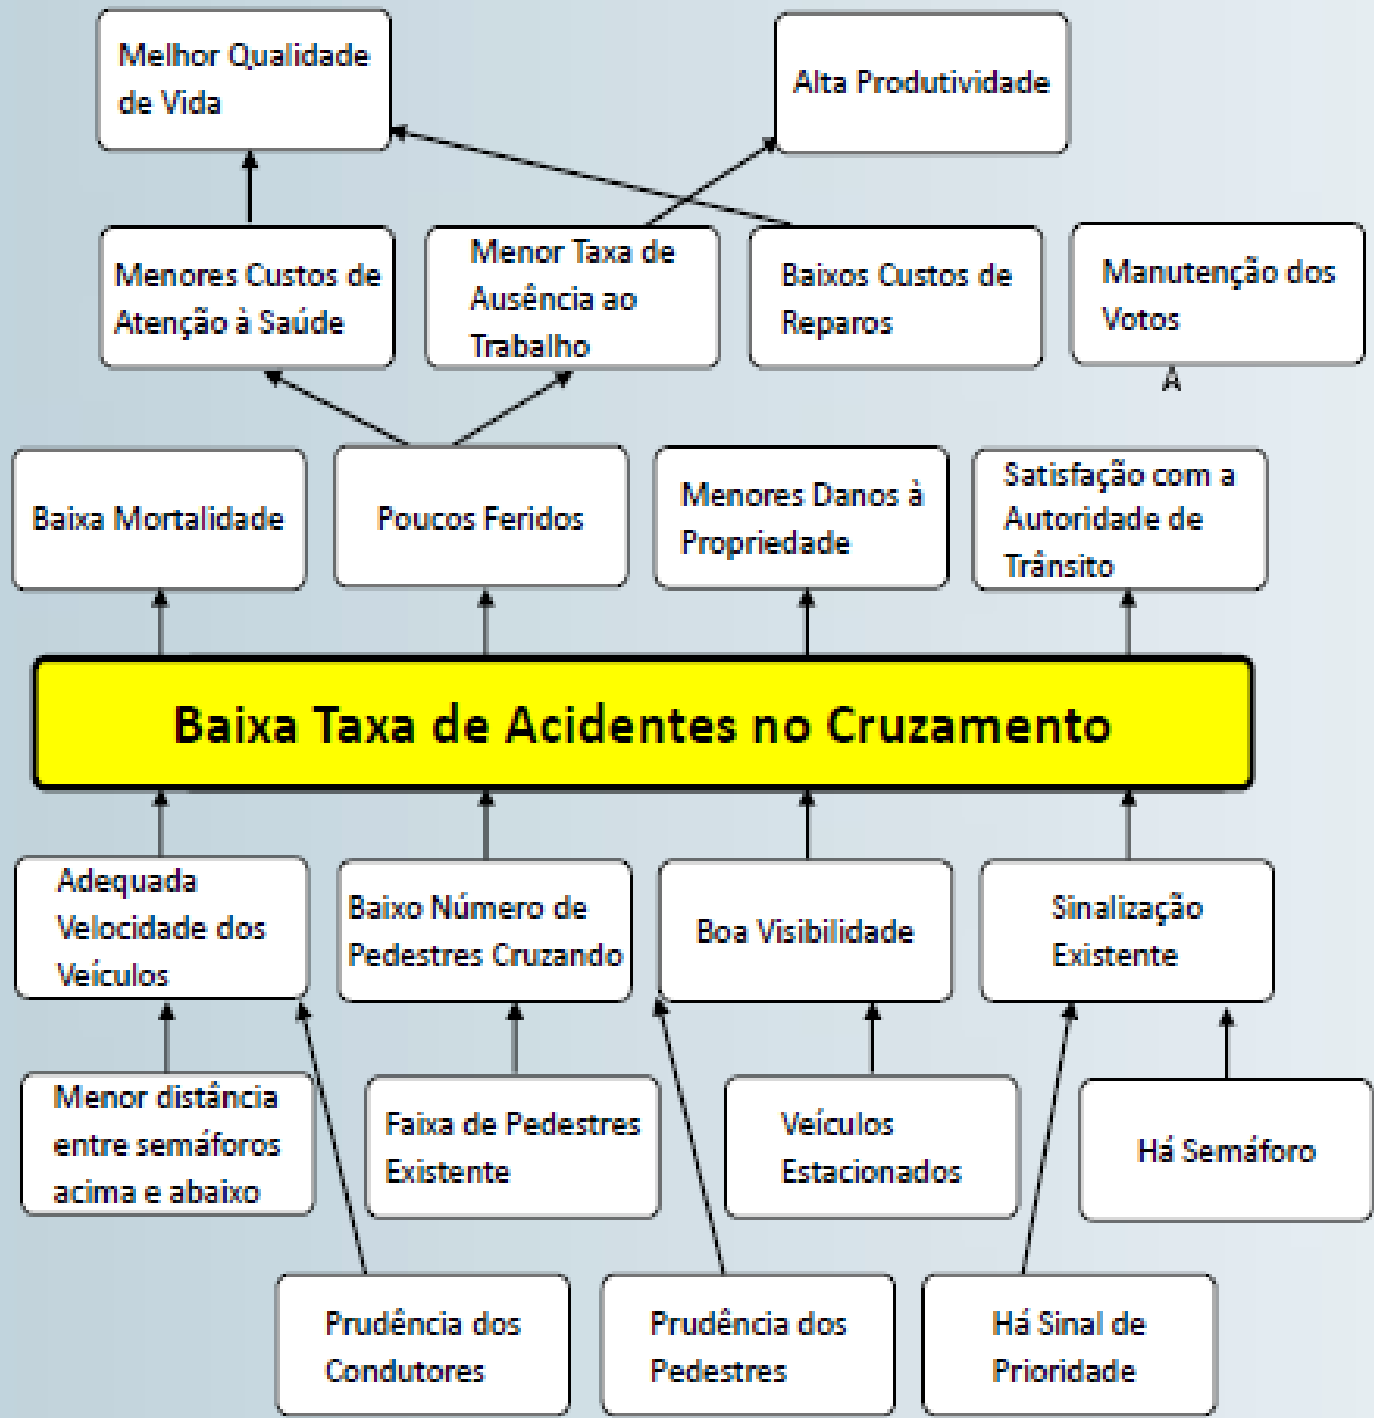 Melhor Qualidade
de Vida
Alta Produtividade
Menores Custos de
Atenção à Saúde
Menor Taxa de
Ausência ao
Trabalho
Baixos Custos de
Reparos
Manutenção dos
Votos
Baixa Mortalidade
Poucos Feridos
Menores Danos à
Propriedade
Satisfação com a
Autoridade de
Trânsito
Baixa Taxa de Acidentes no Cruzamento
Adequada
Velocidade dos
Veículos
Baixo Número de
Pedestres Cruzando
Boa Visibilidade
Sinalização
Existente
Menor distância
entre semáforos
acima e abaixo
Faixa de Pedestres
Existente
Veículos
Estacionados
Há Semáforo
Prudência dos
Condutores
Prudência dos
Pedestres
Há Sinal de
Prioridade